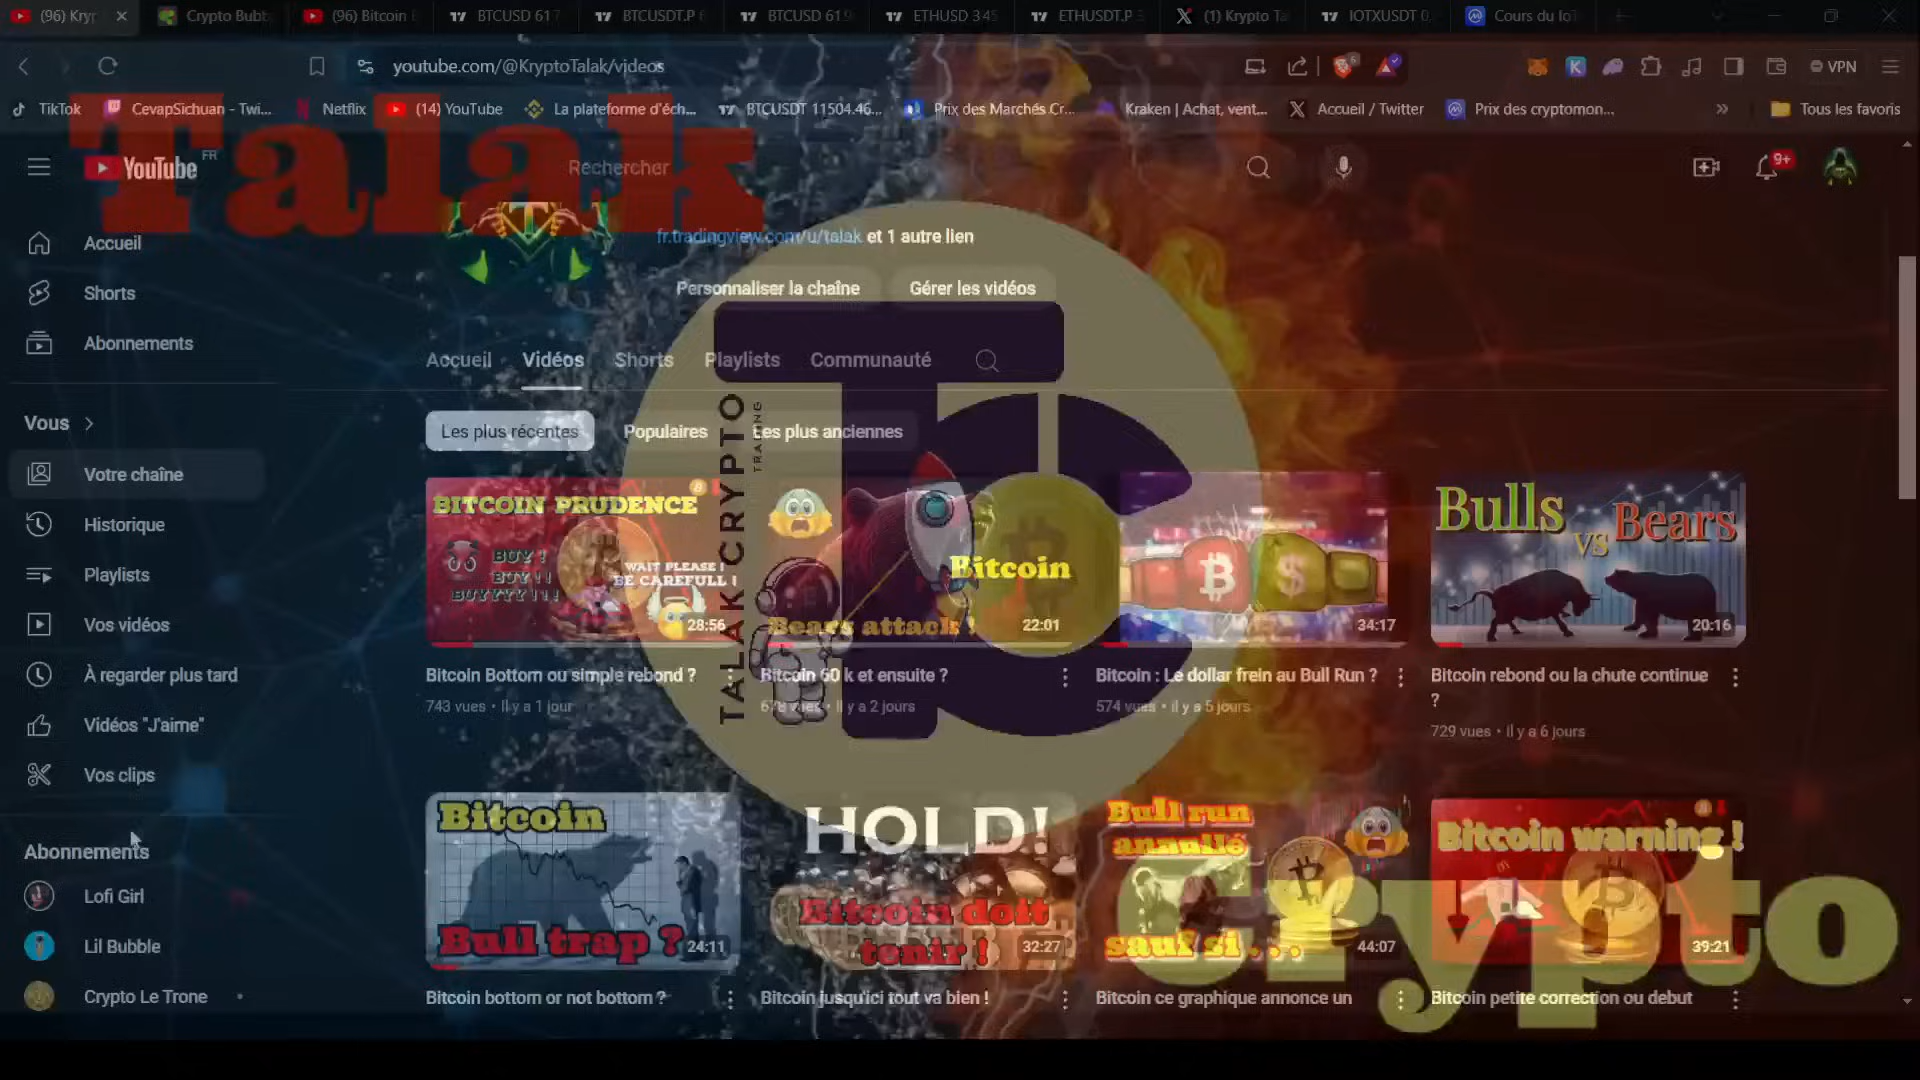 (96) Kryp
Crypto Bubb
(96) Bitcoin B
BTCUSD 617
BTCUSDT.P 6
BTCUSD 619
ETHUSD 345
ETHUSDT.P 3
(1) Krypto Ta
IOTXUSDT 0.
Cours du IoT
youtube.com/@KryptoTalak/videos
VPN
TikTok
CevapSichuan - Twi...
Netflix
(14) YouTube
La plateforme d'éch...
BTCUSDT 11504.46...
Prix des Marchés Cr...
Kraken | Achat, vent...
Accueil / Twitter
Prix des cryptomon...
Tous les favoris
Talak
YouTube FR
Rechercher
9+
fr.tradingview.com/u/talak et 1 autre lien
Personnaliser la chaîne
Gérer les vidéos
Accueil
Shorts
Abonnements
Vous
Votre chaîne
Historique
Playlists
Vos vidéos
À regarder plus tard
Vidéos "J'aime"
Vos clips
Abonnements
Lofi Girl
Lil Bubble
Crypto Le Trone
Accueil
Vidéos
Shorts
Playlists
Communauté
Les plus récentes
Populaires
Les plus anciennes
TALAKCRYPTO
TRADING
BITCOIN PRUDENCE
BUY !
BUY !!
BUYYYY !!!
WAIT PLEASE !
BE CAREFULL !
28:56
Bitcoin Bottom ou simple rebond ?
743 vues • il y a 1 jour
Bitcoin
Bears attack !
22:01
Bitcoin 60 k et ensuite ?
678 vues • il y a 2 jours
34:17
Bitcoin : Le dollar frein au Bull Run ?
574 vues • il y a 5 jours
Bulls
VS
Bears
20:16
Bitcoin rebond ou la chute continue
?
729 vues • il y a 6 jours
Bitcoin
Bull trap ?
24:11
Bitcoin bottom or not bottom ?
HOLD!
Bitcoin doit
tenir !
32:27
Bitcoin jusqu'ici tout va bien !
Bull run
annullé
sauf si . . .
44:07
Bitcoin ce graphique annonce un
Bitcoin warning !
39:21
Bitcoin petite correction ou debut
Crypto